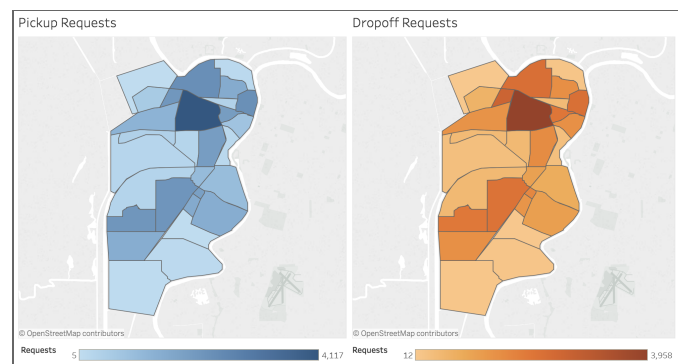 Pickup Requests
Dropoff Requests
© OpenStreetMap contributors
© OpenStreetMap contributors
Requests 5 4,117
Requests 12 3,958